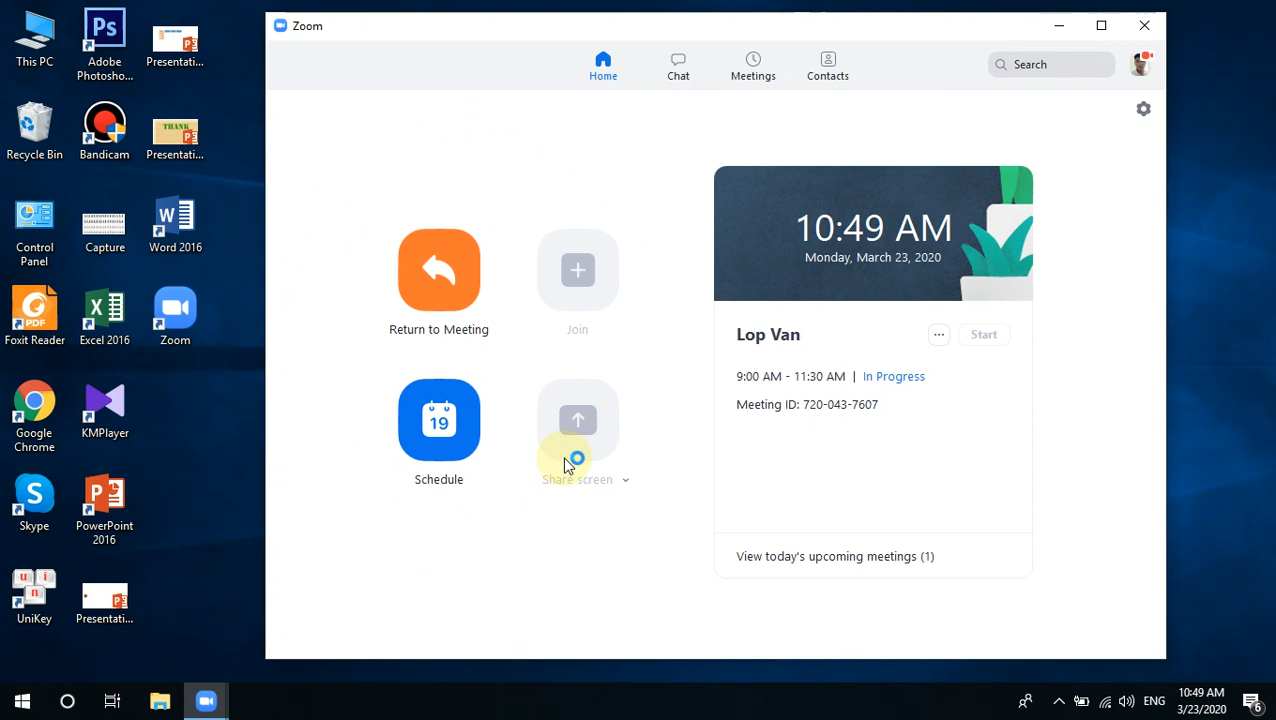 This PC
Adobe
Photosho...
Presentati...
Recycle Bin
Bandicam
THANK
Presentati...
Control
Panel
Capture
Word 2016
PDF
Foxit Reader
Excel 2016
Zoom
Google
Chrome
KMPlayer
Skype
PowerPoint
2016
u i
n
UniKey
Presentati...
Zoom
Home
Chat
Meetings
Contacts
Search
Return to Meeting
Join
19
Schedule
Share screen
10:49 AM
Monday, March 23, 2020
Lop Van
Start
9:00 AM - 11:30 AM | In Progress
Meeting ID: 720-043-7607
View today's upcoming meetings (1)
ENG
10:49 AM
3/23/2020
6